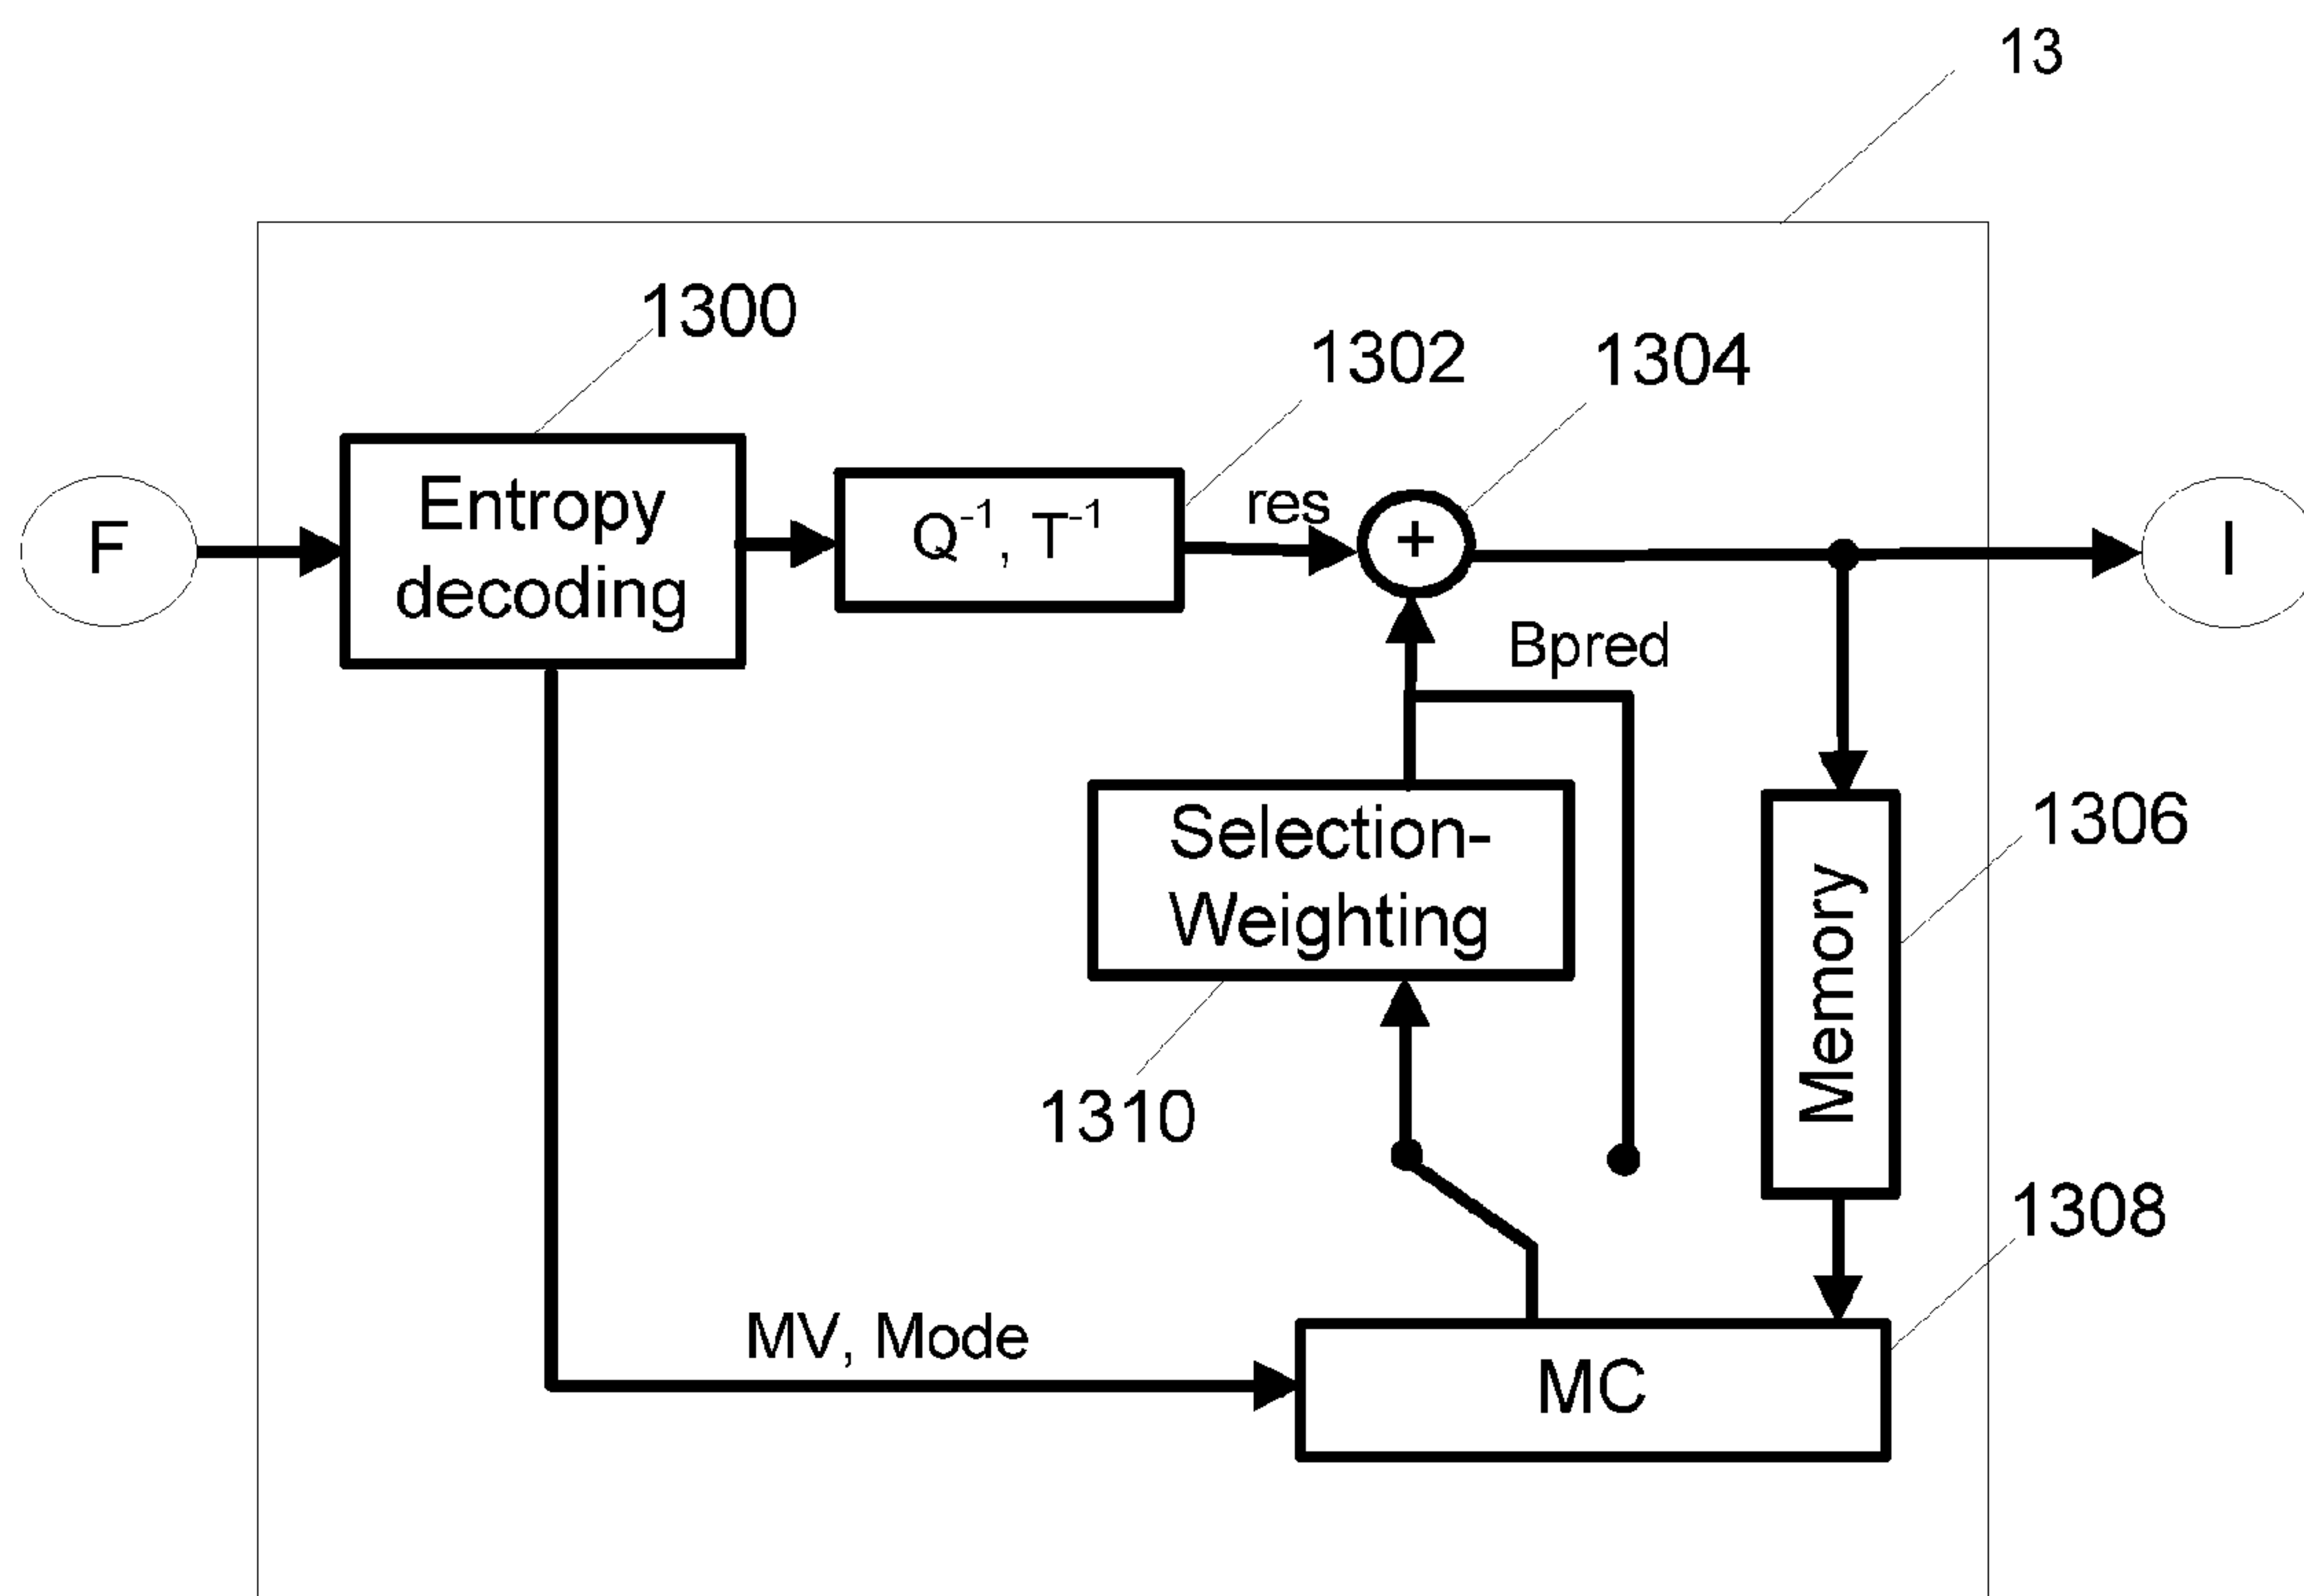 13
1300
1302
1304
F
Entropy
decoding
Q⁻¹, T⁻¹
res
+
I
Bpred
Selection-
Weighting
1306
Memory
1310
1308
MV, Mode
MC